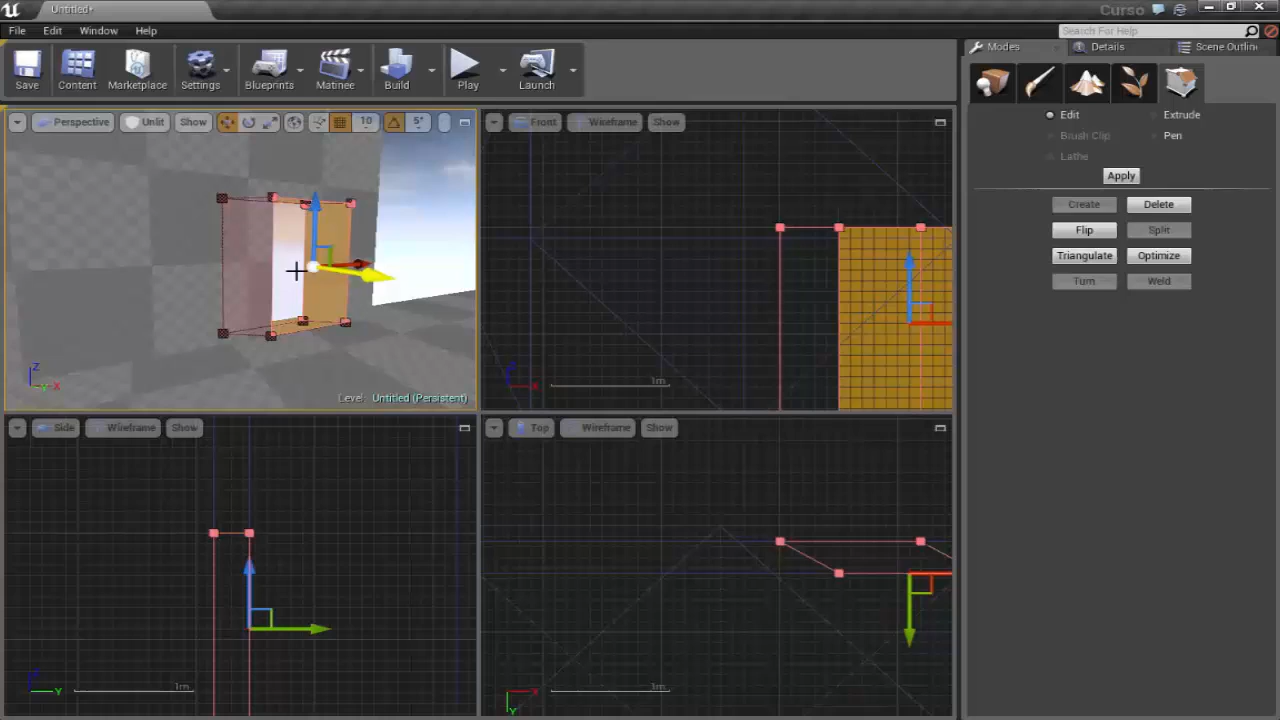 Untitled*
Curso
File Edit Window Help
Search For Help
Save Content Marketplace Settings Blueprints Matinee Build Play Launch
Modes Details Scene Outlin
Perspective Unlit Show 10 5°
Front Wireframe Show
Edit Extrude
Brush Clip Pen
Lathe
Apply
Create Delete
Flip Split
Triangulate Optimize
Turn Weld
Z
Y X
Level: Untitled (Persistent)
X
1m
Side Wireframe Show
Top Wireframe Show
Y
1m
X
Y
1m